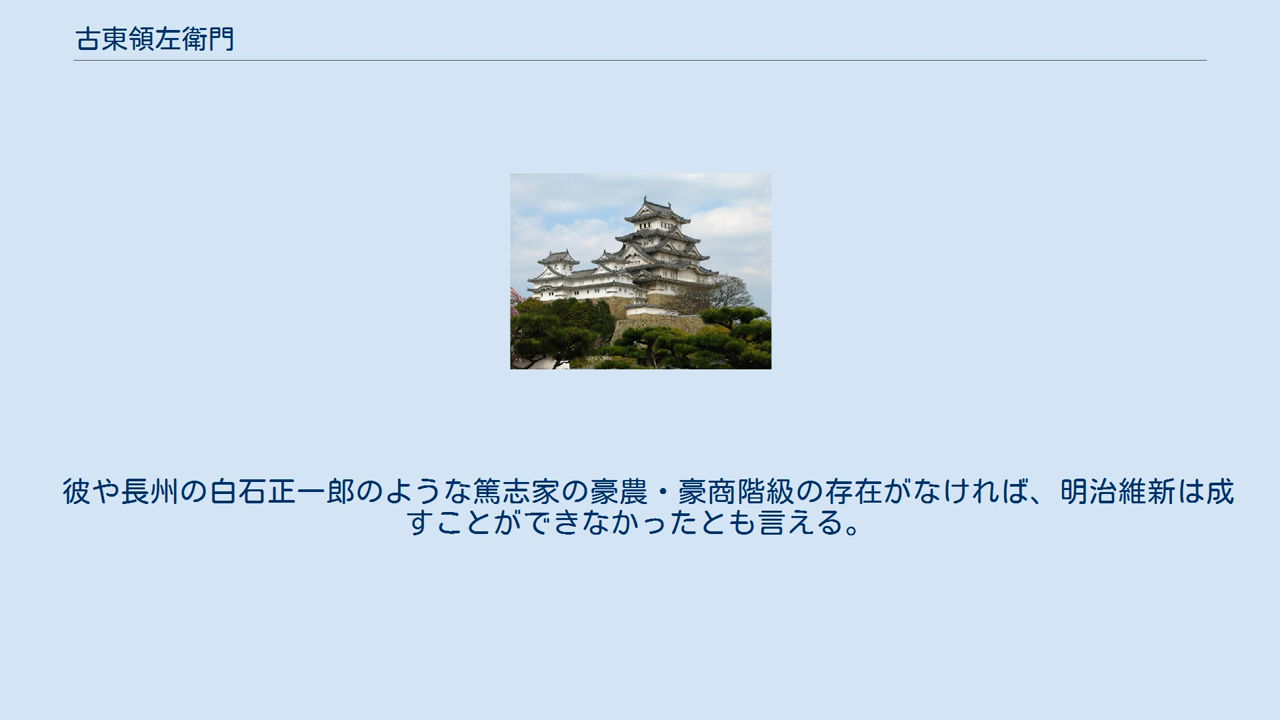 古東領左衛門
彼や長州の白石正一郎のような篤志家の豪農・豪商階級の存在がなければ、明治維新は成
すことができなかったとも言える。